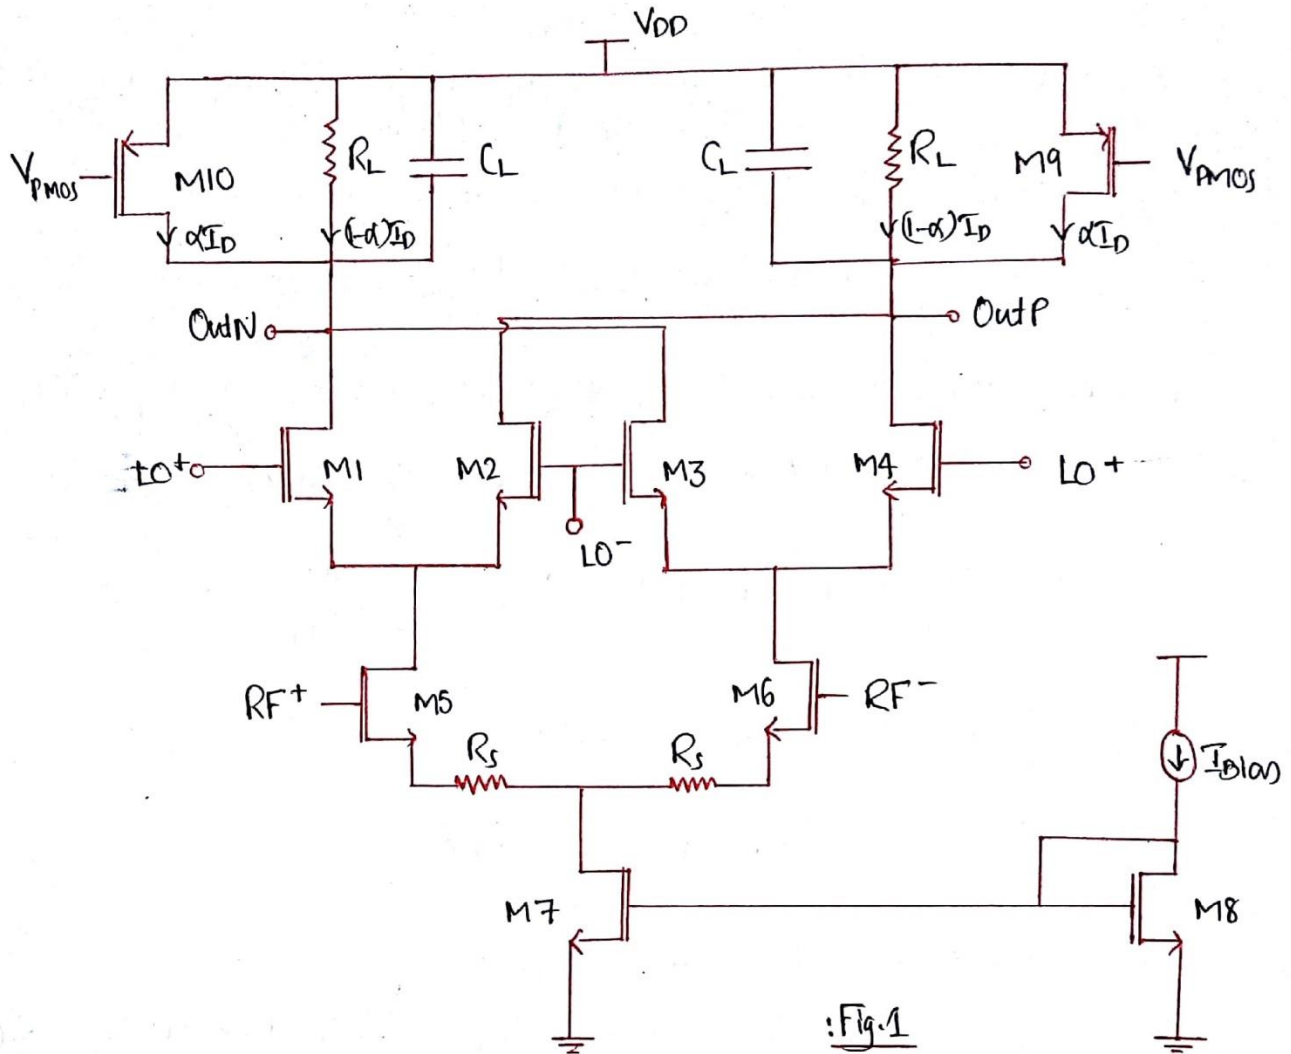 VDD
VPMOS
M10
RL
CL
CL
RL
M9
VPMOS
αID
(1-α)ID
(1-α)ID
αID
OutN
OutP
LO+
M1
M2
M3
M4
LO+
LO-
RF+
M5
M6
RF-
Rs
Rs
IBias
M7
M8
:Fig.1